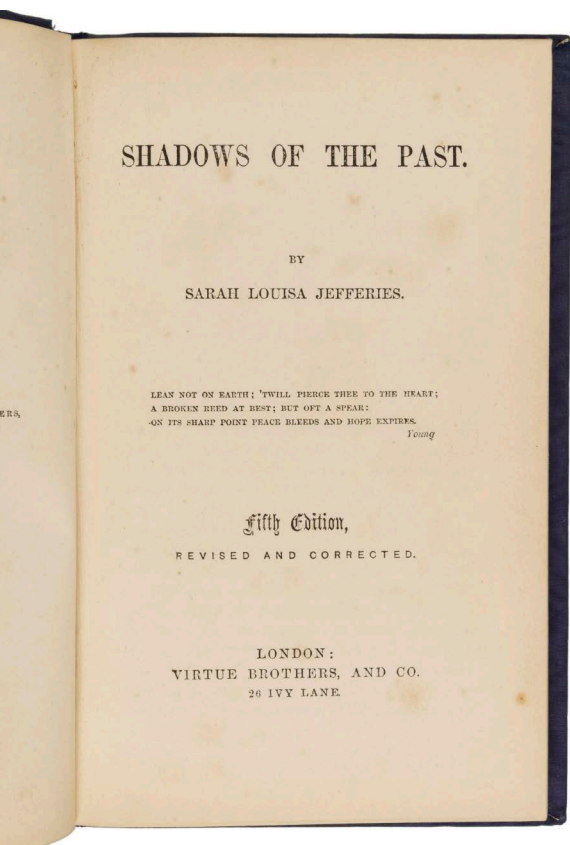 ERS,
SHADOWS OF THE PAST.
BY
SARAH LOUISA JEFFERIES.
LEAN NOT ON EARTH; 'TWILL PIERCE THEE TO THE HEART;
A BROKEN REED AT BEST; BUT OFT A SPEAR:
ON ITS SHARP POINT PEACE BLEEDS AND HOPE EXPIRES.
Young
Fifth Edition,
REVISED AND CORRECTED.
LONDON:
VIRTUE BROTHERS, AND CO.
26 IVY LANE.